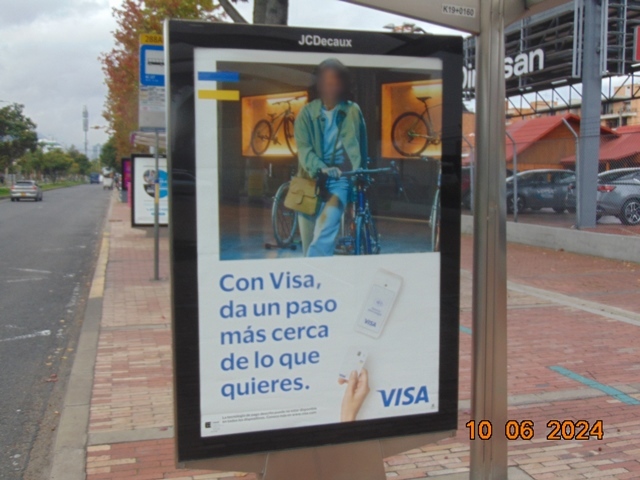 K19+0160
JCDecaux
san
Con Visa,
da un paso
más cerca
de lo que
quieres.
VISA
VISA
10 06 2024